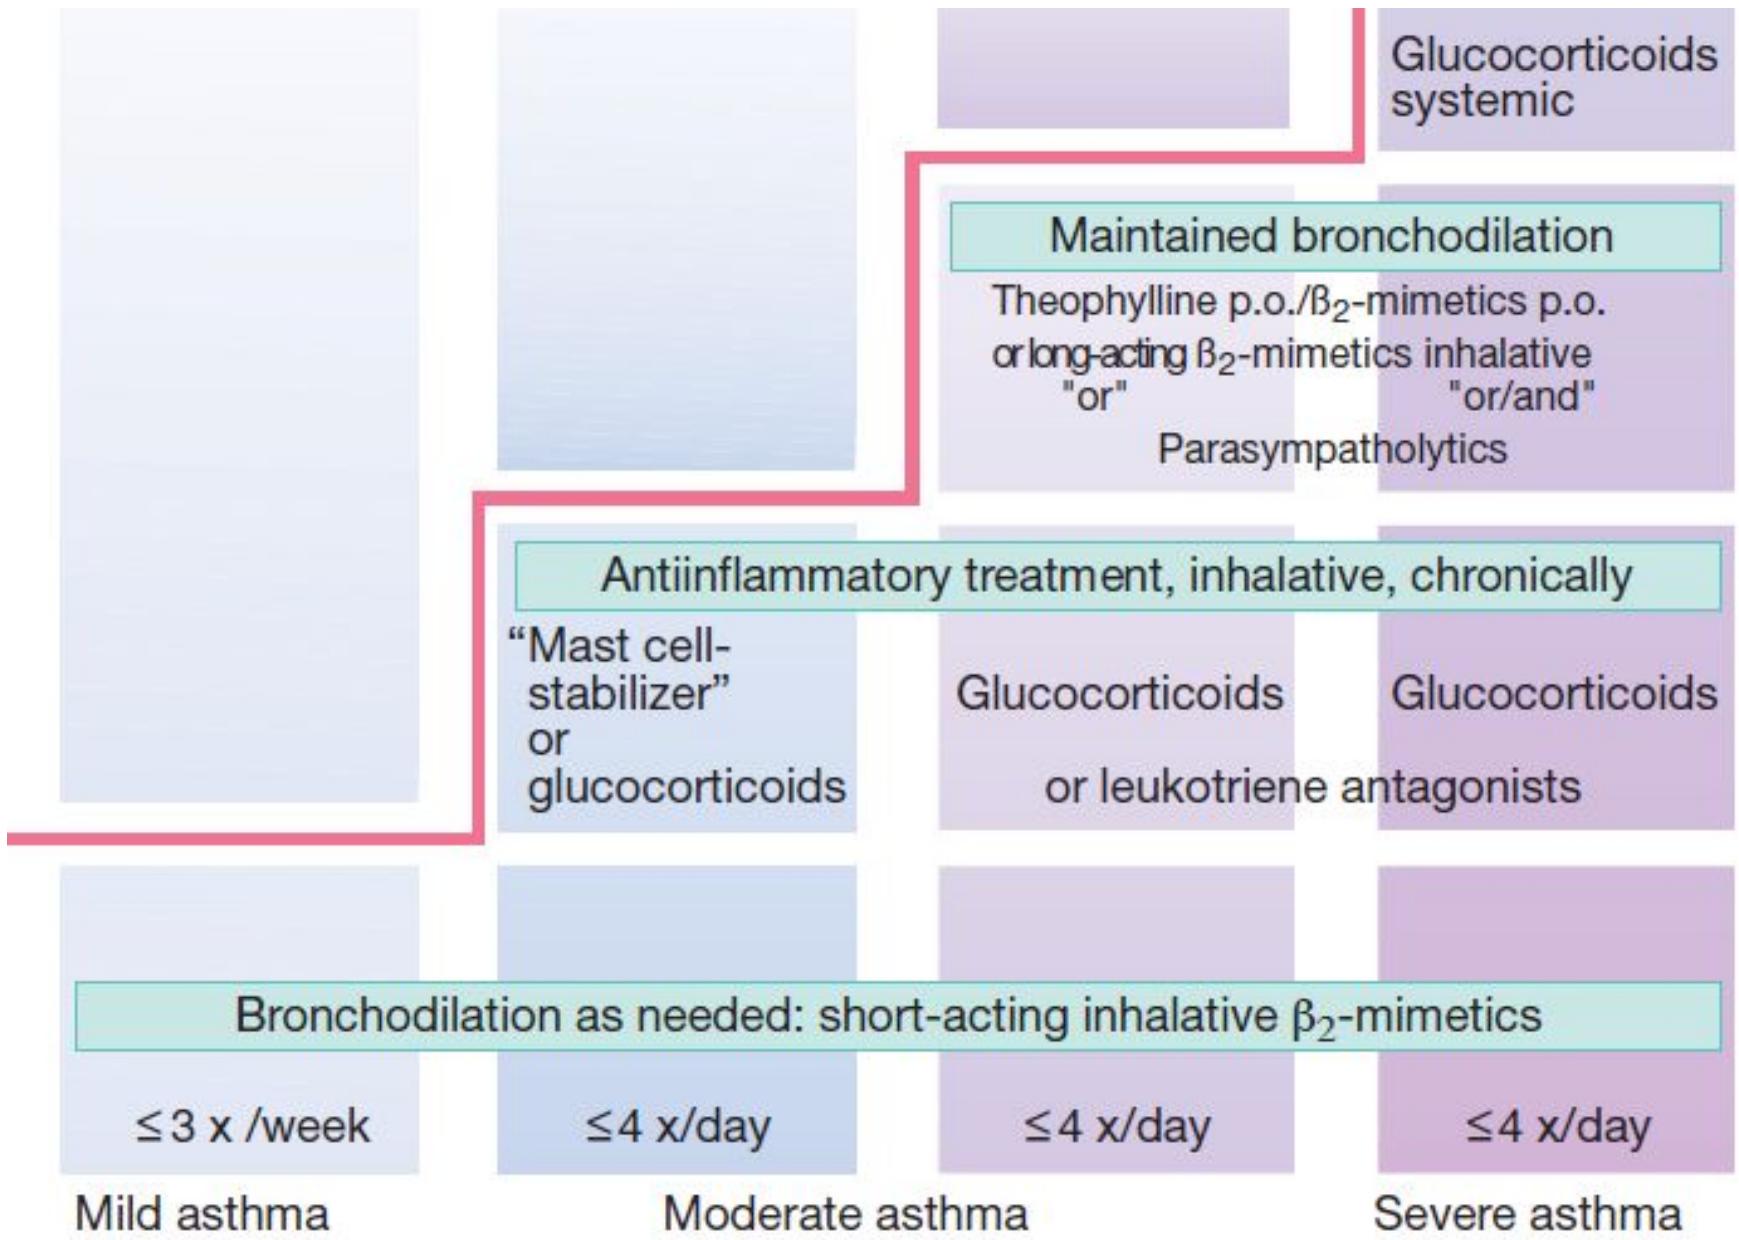 Glucocorticoids
systemic
Maintained bronchodilation
Theophylline p.o./ß₂-mimetics p.o.
or long-acting ß₂-mimetics inhalative
"or" "or/and"
Parasympatholytics
Antiinflammatory treatment, inhalative, chronically
“Mast cell-
stabilizer”
or
glucocorticoids
Glucocorticoids Glucocorticoids
or leukotriene antagonists
Bronchodilation as needed: short-acting inhalative β₂-mimetics
≤3 x /week ≤4 x/day ≤4 x/day ≤4 x/day
Mild asthma Moderate asthma Severe asthma